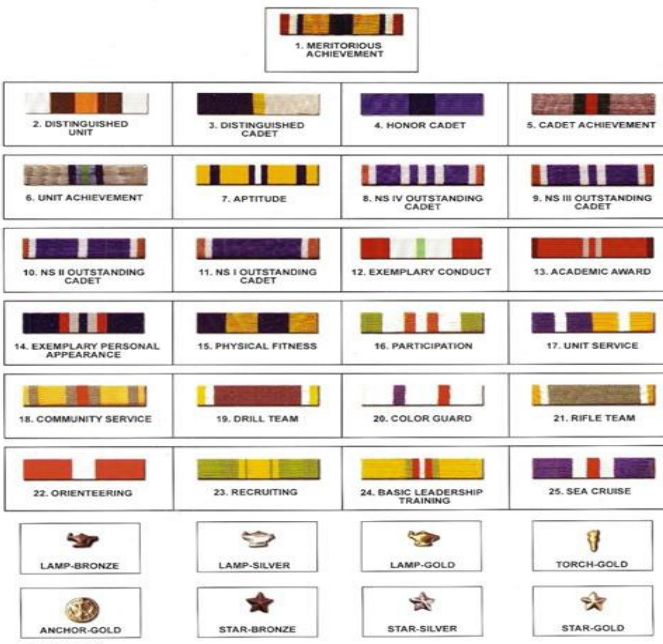 1. MERITORIOUS
ACHIEVEMENT
2. DISTINGUISHED
UNIT
3. DISTINGUISHED
CADET
4. HONOR CADET
5. CADET ACHIEVEMENT
6. UNIT ACHIEVEMENT
7. APTITUDE
8. NS IV OUTSTANDING
CADET
9. NS III OUTSTANDING
CADET
10. NS II OUTSTANDING
CADET
11. NS I OUTSTANDING
CADET
12. EXEMPLARY CONDUCT
13. ACADEMIC AWARD
14. EXEMPLARY PERSONAL
APPEARANCE
15. PHYSICAL FITNESS
16. PARTICIPATION
17. UNIT SERVICE
18. COMMUNITY SERVICE
19. DRILL TEAM
20. COLOR GUARD
21. RIFLE TEAM
22. ORIENTEERING
23. RECRUITING
24. BASIC LEADERSHIP
TRAINING
25. SEA CRUISE
LAMP-BRONZE
LAMP-SILVER
LAMP-GOLD
TORCH-GOLD
ANCHOR-GOLD
STAR-BRONZE
STAR-SILVER
STAR-GOLD